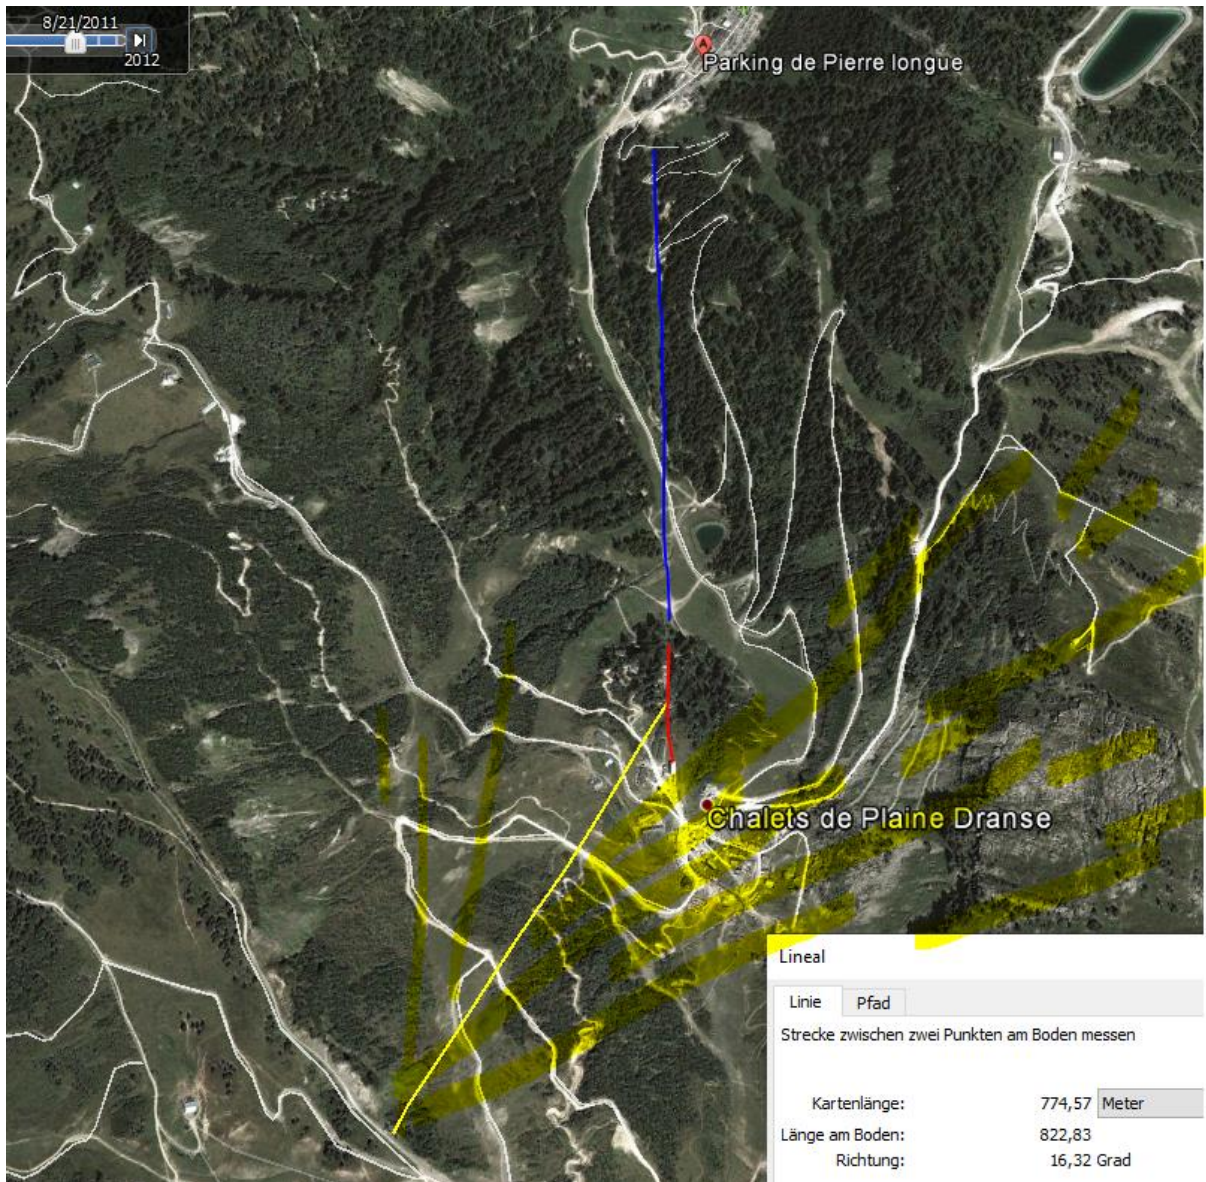 8/21/2011
2012
Parking de Pierre longue
Chalets de Plaine Dranse
Lineal
Linie Pfad
Strecke zwischen zwei Punkten am Boden messen
Kartenlänge: 774,57 Meter
Länge am Boden: 822,83
Richtung: 16,32 Grad